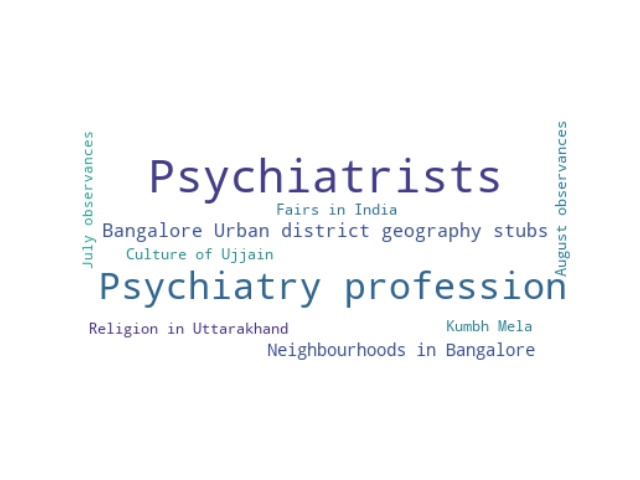 July observances
August observances
Psychiatrists
Fairs in India
Bangalore Urban district geography stubs
Culture of Ujjain
Psychiatry profession
Religion in Uttarakhand
Kumbh Mela
Neighbourhoods in Bangalore